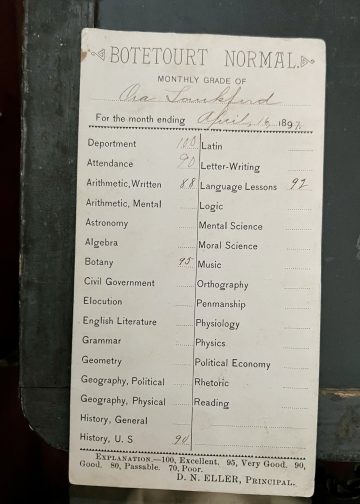 BOTETOURT NORMAL.
MONTHLY GRADE OF
Ora Lankford
For the month ending April, 16, 1897.
Deportment 100
Attendance 90
Arithmetic, Written 88
Arithmetic, Mental
Astronomy
Algebra
Botany 95
Civil Government
Elocution
English Literature
Grammar
Geometry
Geography, Political
Geography, Physical
History, General
History, U. S 90
Latin
Letter-Writing
Language Lessons 92
Logic
Mental Science
Moral Science
Music
Orthography
Penmanship
Physiology
Physics
Political Economy
Rhetoric
Reading
EXPLANATION.—100, Excellent. 95, Very Good. 90,
Good. 80, Passable. 70, Poor.
D. N. ELLER, PRINCIPAL.